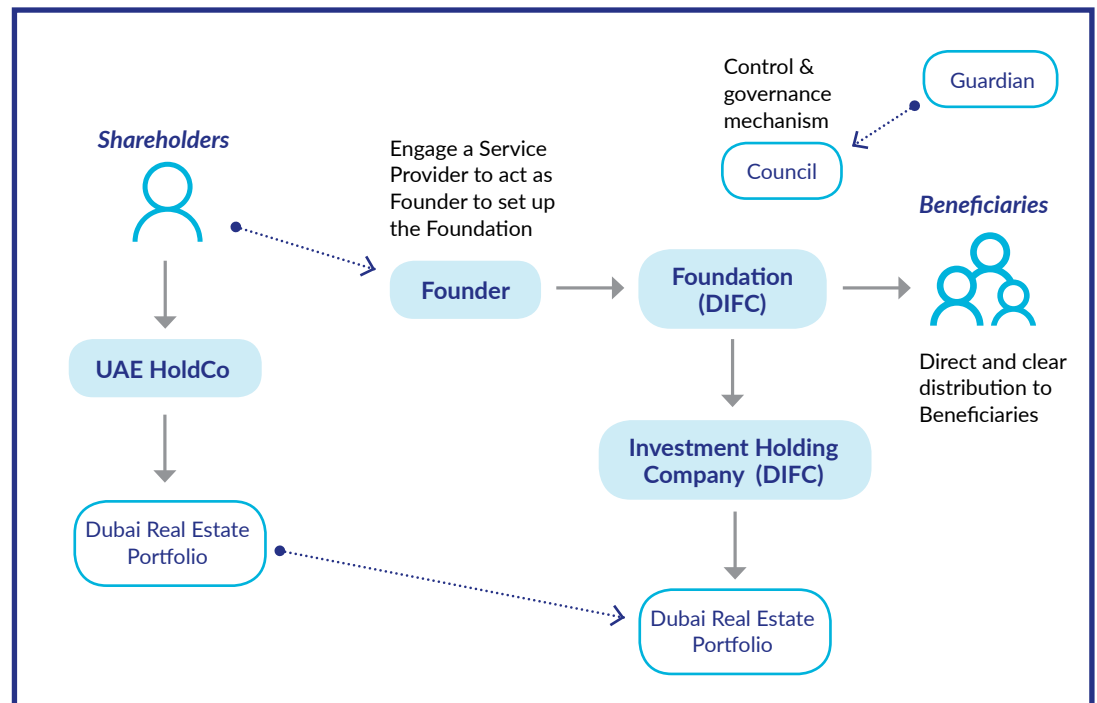 Shareholders
Engage a Service
Provider to act as
Founder to set up
the Foundation
Control &
governance
mechanism
Guardian
Council
Beneficiaries
Founder
Foundation
(DIFC)
UAE HoldCo
Direct and clear
distribution to
Beneficiaries
Investment Holding
Company (DIFC)
Dubai Real Estate
Portfolio
Dubai Real Estate
Portfolio